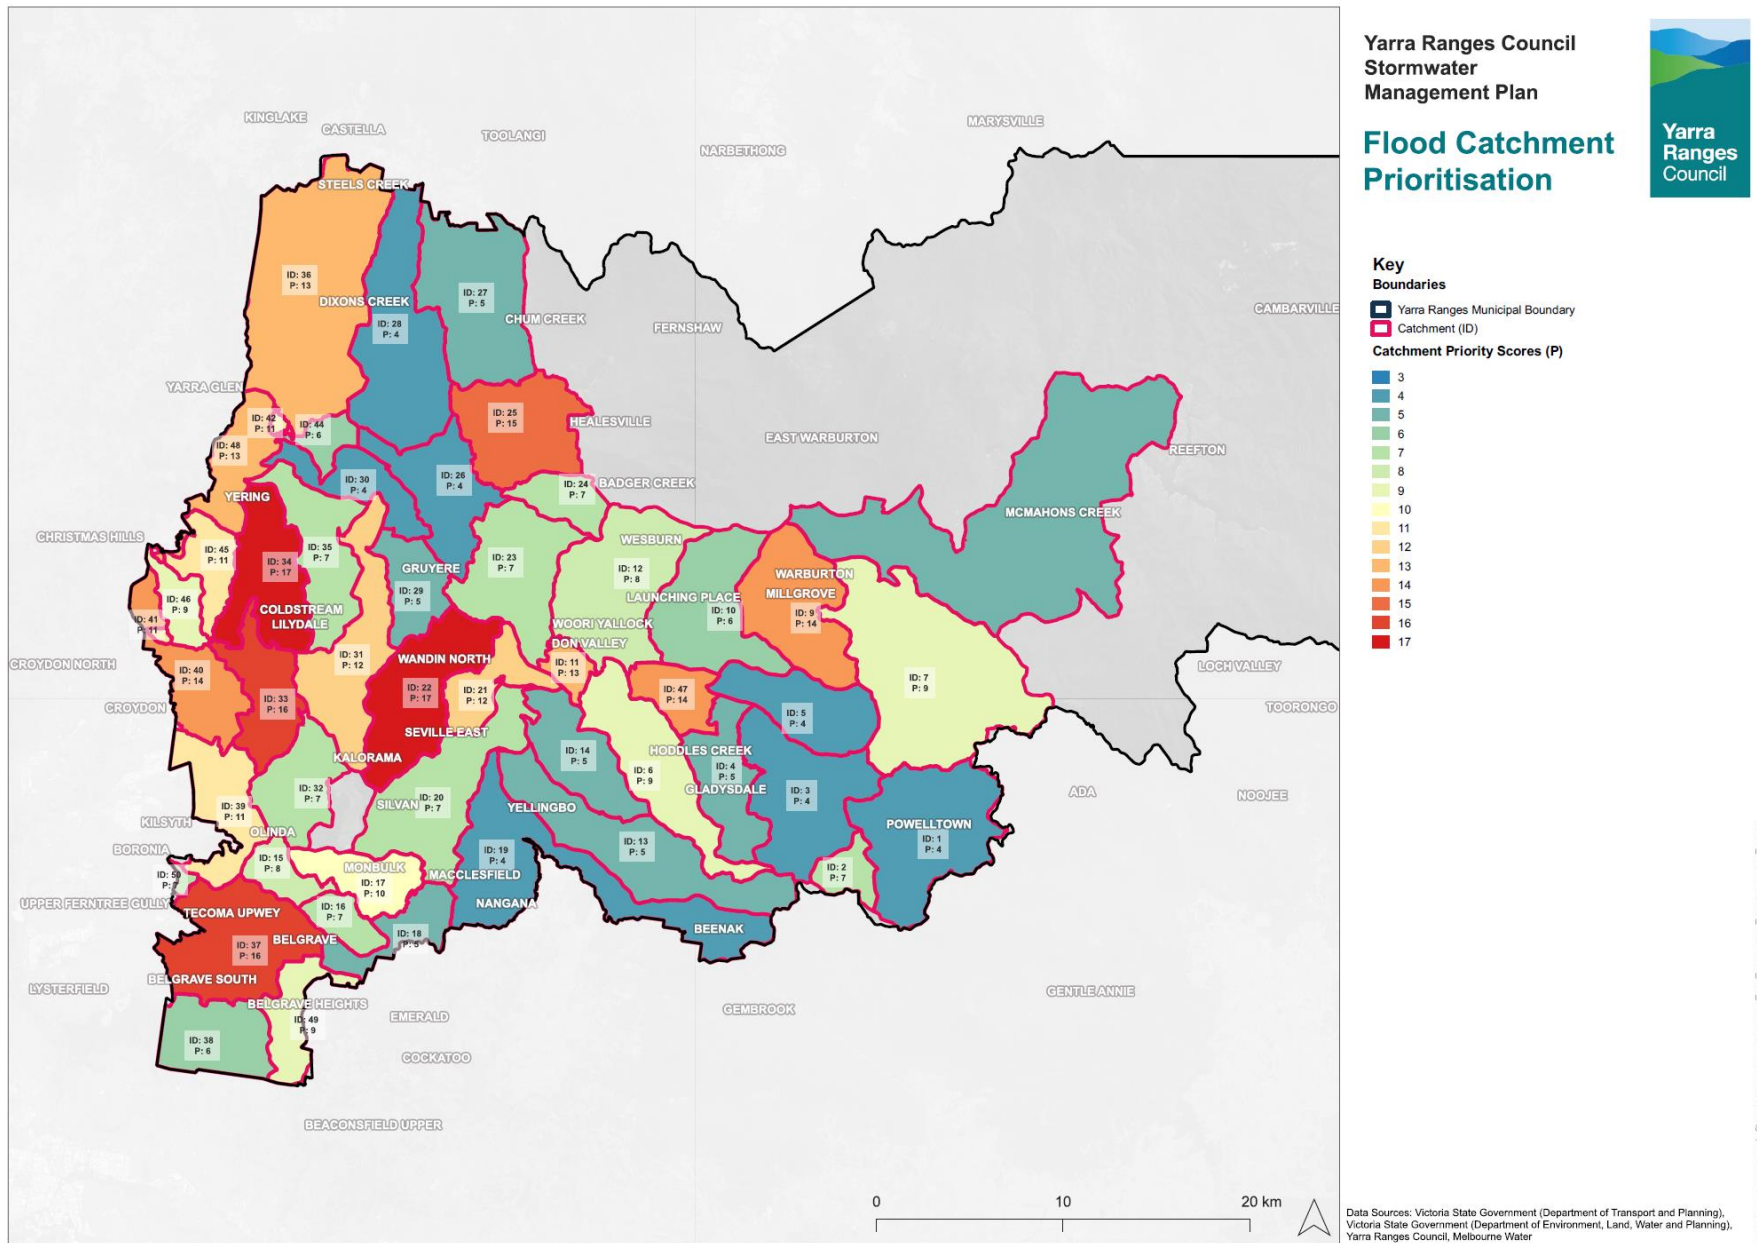 Yarra Ranges Council
Stormwater
Management Plan
Flood Catchment
Prioritisation
Yarra
Ranges
Council
Key
Boundaries
Yarra Ranges Municipal Boundary
Catchment (ID)
Catchment Priority Scores (P)
3
4
5
6
7
8
9
10
11
12
13
14
15
16
17
KINGLAKE
CASTELLA
TOOLANGI
MARYSVILLE
NARBETHONG
STEELS CREEK
ID: 36
P: 13
DIXONS CREEK
ID: 27
P: 5
CHUM CREEK
ID: 28
P: 4
FERNSHAW
CAMBARVILLE
YARRA GLEN
ID: 42
P: 11
ID: 44
P: 6
ID: 25
P: 15
HEALESVILLE
EAST WARBURTON
REEFTON
ID: 48
P: 13
ID: 30
P: 4
ID: 26
P: 4
ID: 24
P: 7
BADGER CREEK
YERING
MCMAHONS CREEK
CHRISTMAS HILLS
ID: 45
P: 11
ID: 34
P: 17
ID: 35
P: 7
GRUYERE
ID: 23
P: 7
WESBURN
ID: 12
P: 8
WARBURTON
MILLGROVE
ID: 46
P: 9
ID: 29
P: 5
LAUNCHING PLACE
ID: 10
P: 6
ID: 9
P: 14
ID: 41
P: 11
COLDSTREAM
LILYDALE
WOORI YALLOCK
DON VALLEY
CROYDON NORTH
ID: 40
P: 14
ID: 31
P: 12
WANDIN NORTH
ID: 11
P: 13
LOCH VALLEY
ID: 33
P: 16
ID: 22
P: 17
ID: 21
P: 12
ID: 47
P: 14
ID: 7
P: 9
CROYDON
TOORONGO
ID: 5
P: 4
SEVILLE EAST
KALORAMA
ID: 14
P: 5
HODDLES CREEK
ID: 6
P: 9
ID: 4
P: 5
GLADYSDALE
ID: 32
P: 7
SILVAN
ID: 20
P: 7
YELLINGBO
ID: 3
P: 4
ADA
NOOJEE
ID: 39
P: 11
KILSYTH
OLINDA
POWELLTOWN
ID: 1
P: 4
BORONIA
ID: 15
P: 8
ID: 19
P: 4
ID: 13
P: 5
ID: 2
P: 7
MONBULK
ID: 17
P: 10
MACCLESFIELD
ID: 50
P: 7
UPPER FERNTREE GULLY
TECOMA UPWEY
ID: 16
P: 7
NANGANA
ID: 37
P: 16
BELGRAVE
ID: 18
P: 5
BEENAK
BELGRAVE SOUTH
LYSTERFIELD
BELGRAVE HEIGHTS
GENTLE ANNIE
ID: 49
P: 9
EMERALD
GEMBROOK
ID: 38
P: 6
COCKATOO
BEACONSFIELD UPPER
0 10 20 km
Data Sources: Victoria State Government (Department of Transport and Planning),
Victoria State Government (Department of Environment, Land, Water and Planning),
Yarra Ranges Council, Melbourne Water